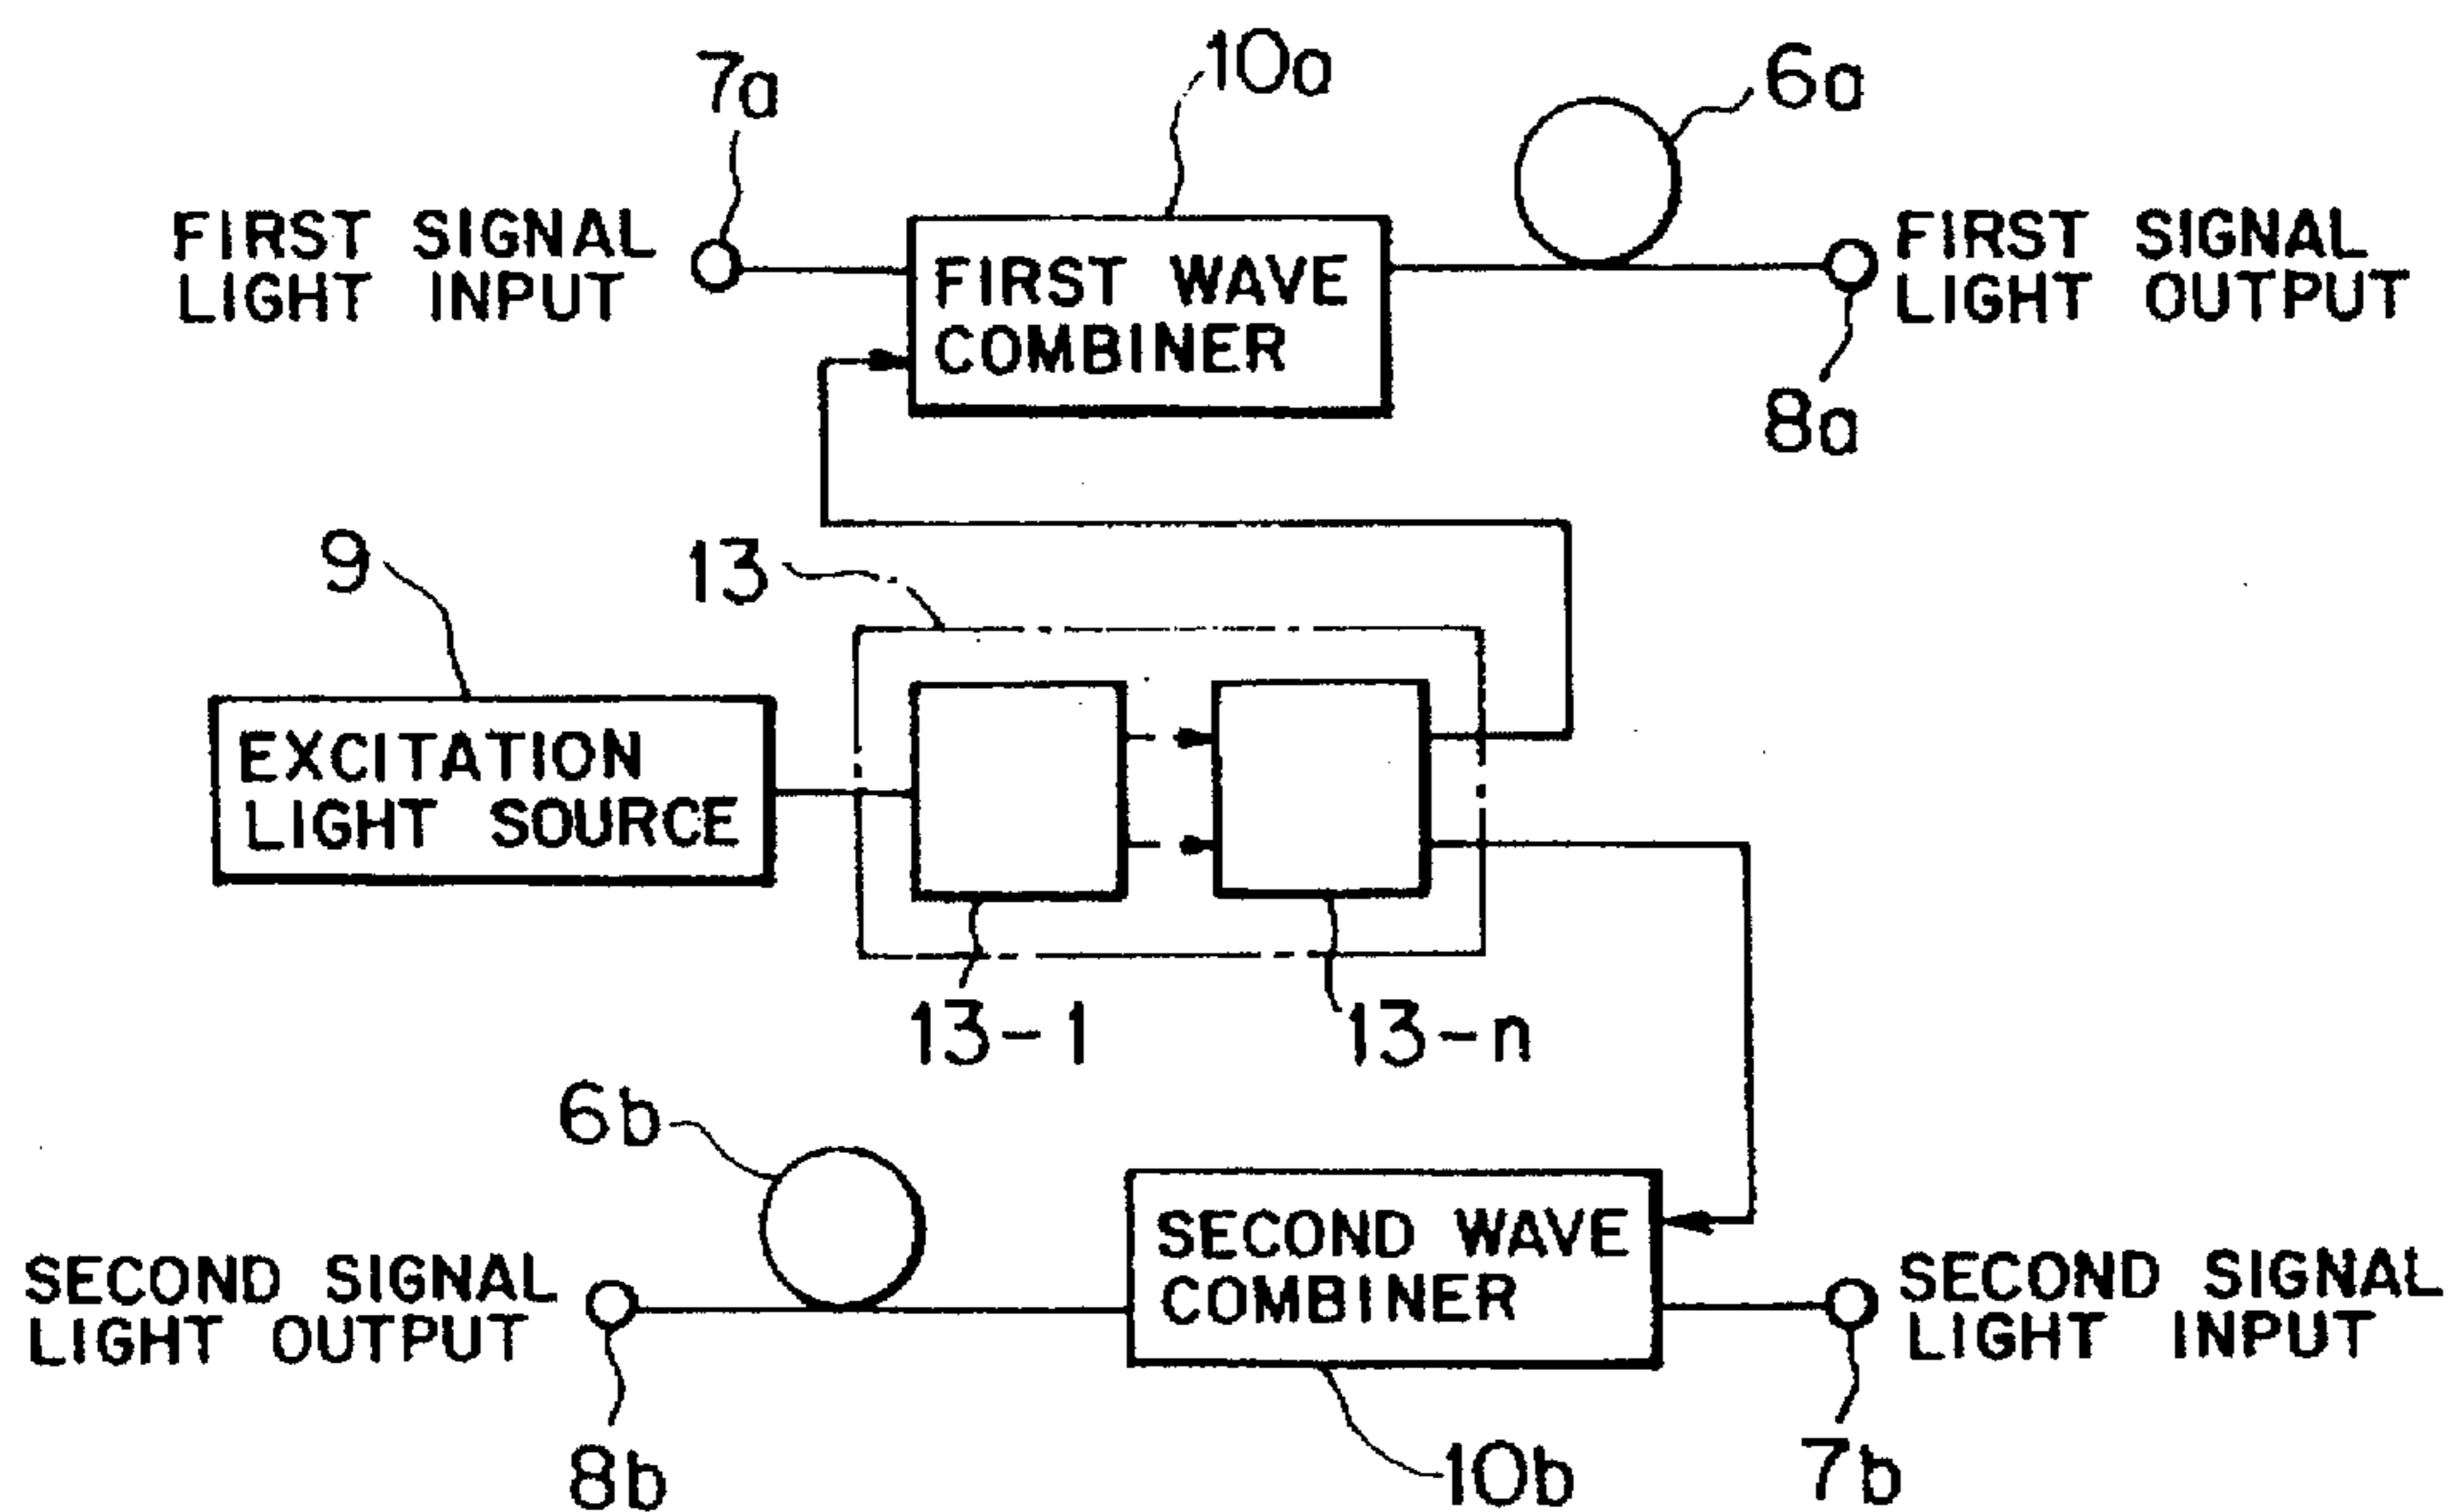 7a
10a
6a
FIRST SIGNAL
LIGHT INPUT
FIRST WAVE
COMBINER
FIRST SIGNAL
LIGHT OUTPUT
8a
9
13
EXCITATION
LIGHT SOURCE
13-1
13-n
6b
SECOND WAVE
COMBINER
SECOND SIGNAL
LIGHT OUTPUT
SECOND SIGNAL
LIGHT INPUT
8b
10b
7b